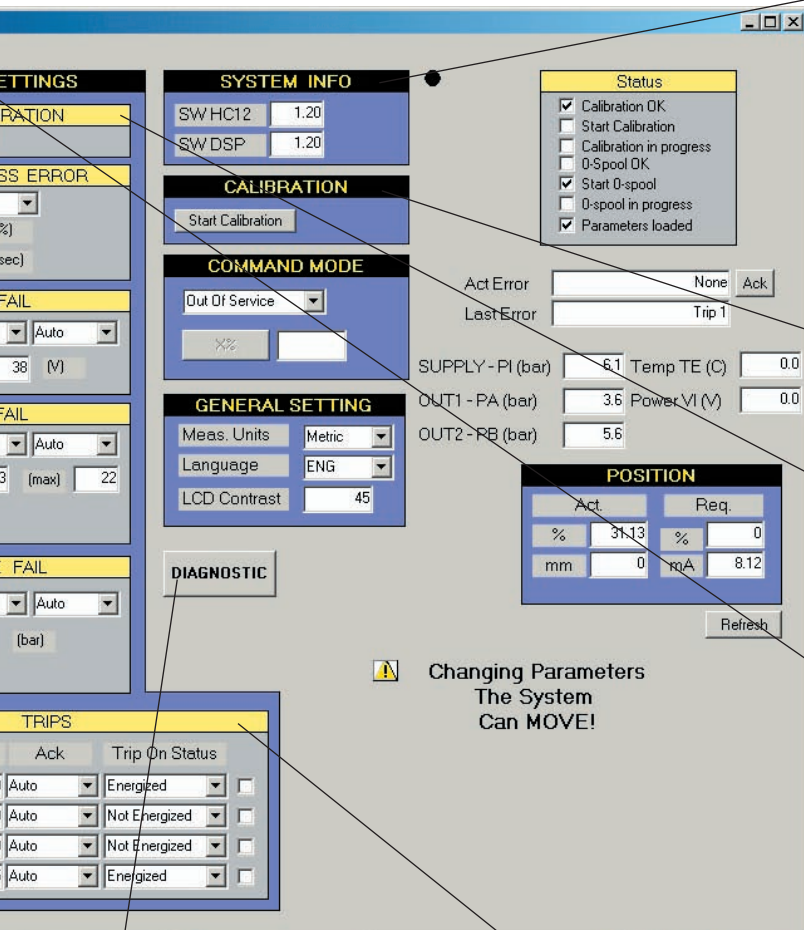 ETTINGS
RATION
SS ERROR
%)
sec)
FAIL
Auto
38 (V)
FAIL
Auto
3 (max) 22
E FAIL
Auto
(bar)
TRIPS
Ack Trip On Status
Auto Energized
Auto Not Energized
Auto Not Energized
Auto Energized
SYSTEM INFO
SW HC12 1.20
SW DSP 1.20
CALIBRATION
Start Calibration
COMMAND MODE
Out Of Service
X%
GENERAL SETTING
Meas. Units Metric
Language ENG
LCD Contrast 45
DIAGNOSTIC
Status
Calibration OK
Start Calibration
Calibration in progress
0-Spool OK
Start 0-spool
0-spool in progress
Parameters loaded
Act Error None Ack
Last Error Trip 1
SUPPLY - PI (bar) 6.1 Temp TE (C) 0.0
OUT1 - PA (bar) 3.6 Power VI (V) 0.0
OUT2 - PB (bar) 5.6
POSITION
Act. Req.
% 31.13 % 0
mm 0 mA 8.12
Refresh
Changing Parameters
The System
Can MOVE!